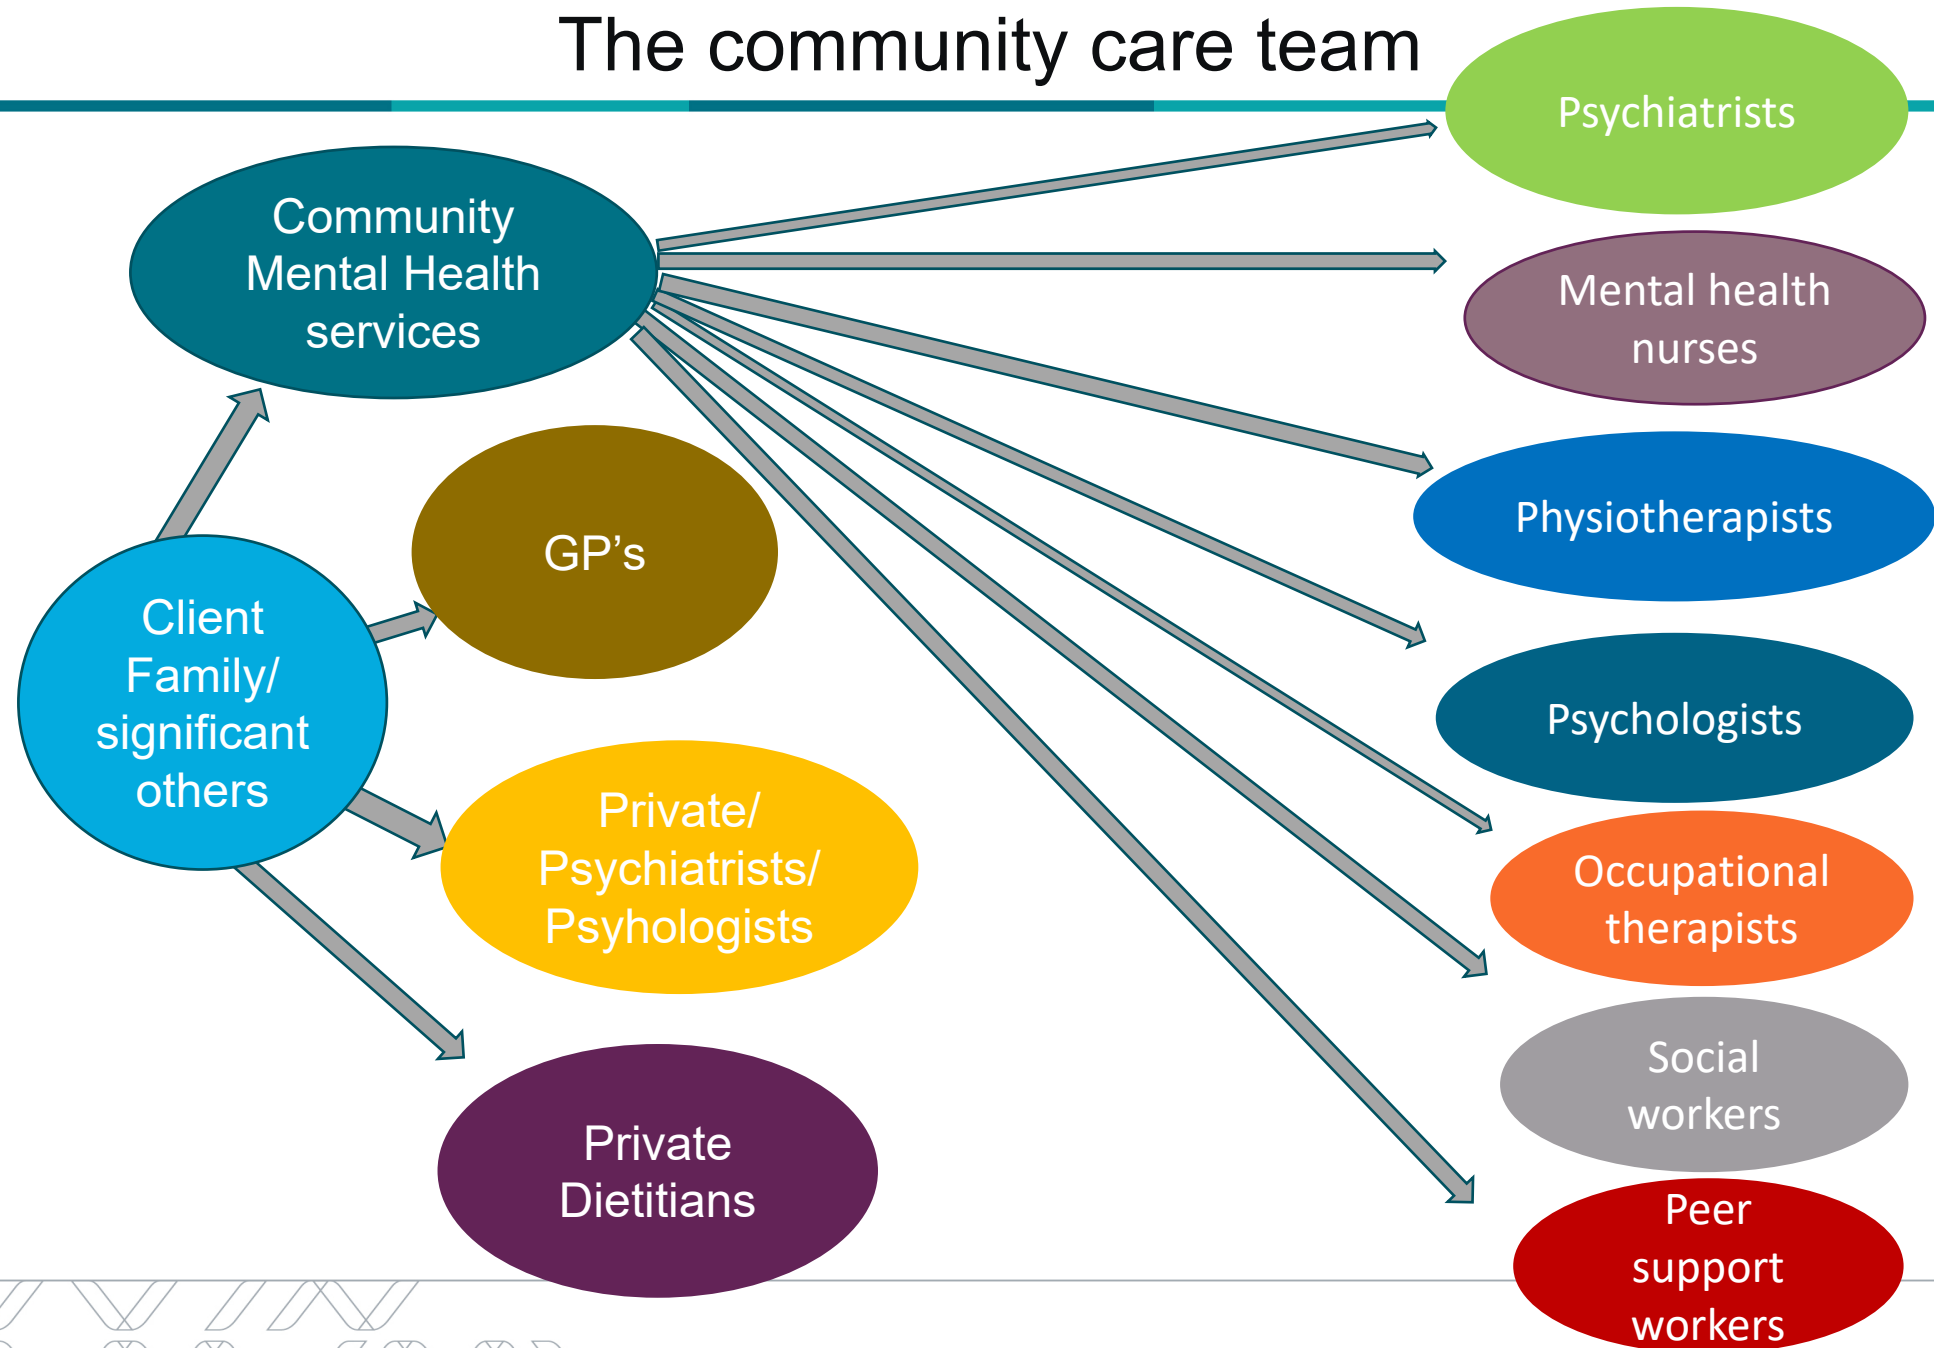 The community care team
Community
Mental Health
services
Client
Family/
significant
others
GP’s
Private/
Psychiatrists/
Psyhologists
Private
Dietitians
Psychiatrists
Mental health
nurses
Physiotherapists
Psychologists
Occupational
therapists
Social
workers
Peer
support
workers